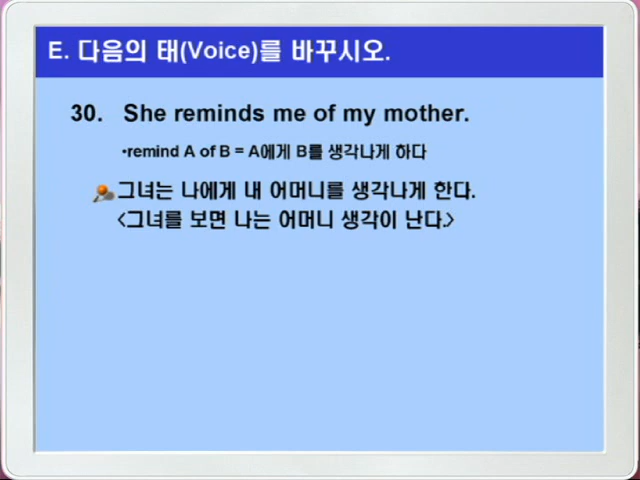 E. 다음의 태(Voice)를 바꾸시오.
30. She reminds me of my mother.
•remind A of B = A에게 B를 생각나게 하다
그녀는 나에게 내 어머니를 생각나게 한다.
<그녀를 보면 나는 어머니 생각이 난다.>